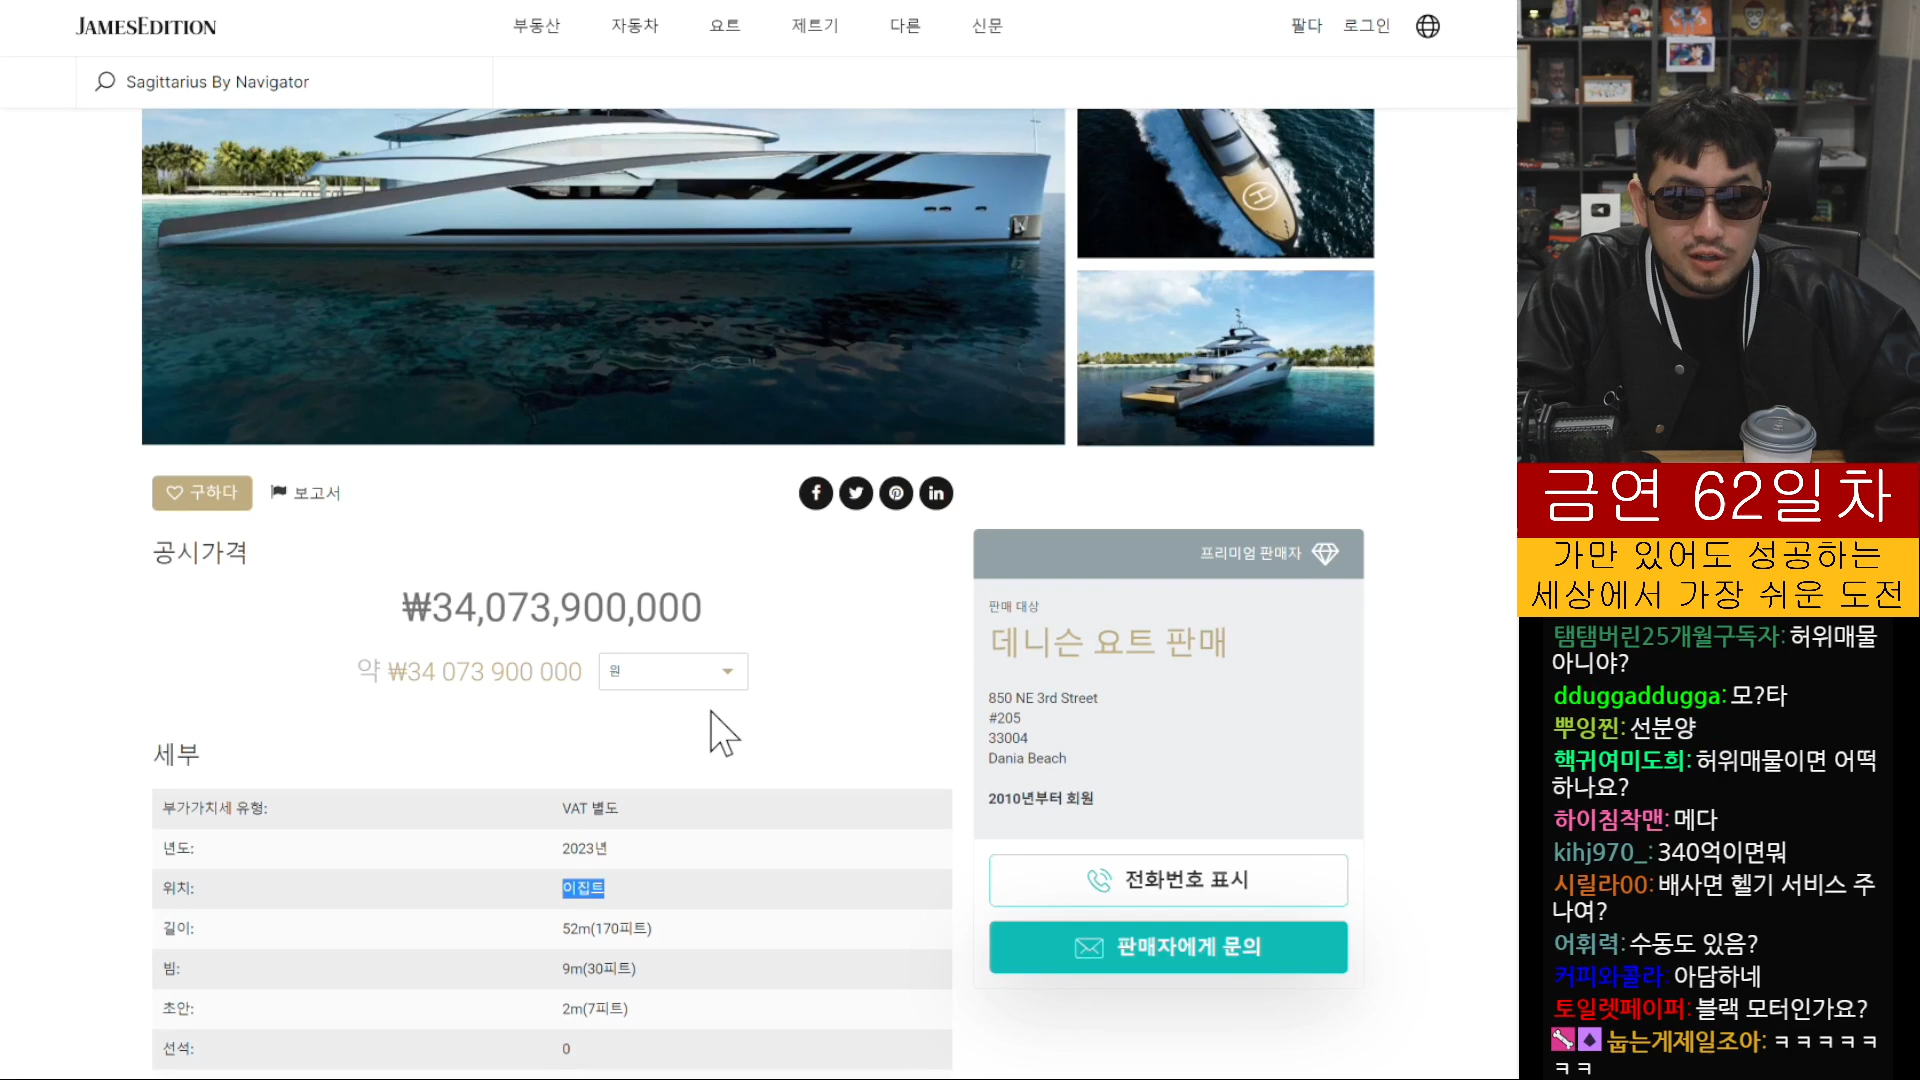 JAMESEDITION
부동산
자동차
요트
제트기
다른
신문
팔다
로그인
Sagittarius By Navigator
H
구하다
보고서
공시가격
₩34,073,900,000
약 ₩34 073 900 000
원
세부
부가가치세 유형: VAT 별도
년도: 2023년
위치: 이집트
길이: 52m(170피트)
빔: 9m(30피트)
초안: 2m(7피트)
선석: 0
프리미엄 판매자
판매 대상
데니슨 요트 판매
850 NE 3rd Street
#205
33004
Dania Beach
2010년부터 회원
전화번호 표시
판매자에게 문의
금연 62일차
가만 있어도 성공하는
세상에서 가장 쉬운 도전
탬탬버린25개월구독자: 허위매물
아니야?
dduggaddugga: 모?타
뿌잉찐: 선분양
핵귀여미도희: 허위매물이면 어떡
하나요?
하이침착맨: 메다
kihj970_: 340억이면뭐
시릴라00: 배사면 헬기 서비스 주
나여?
어휘력: 수동도 있음?
커피와콜라: 아담하네
토일렛페이퍼: 블랙 모터인가요?
눕는게제일조아: ㅋㅋㅋㅋㅋ
ㅋㅋ